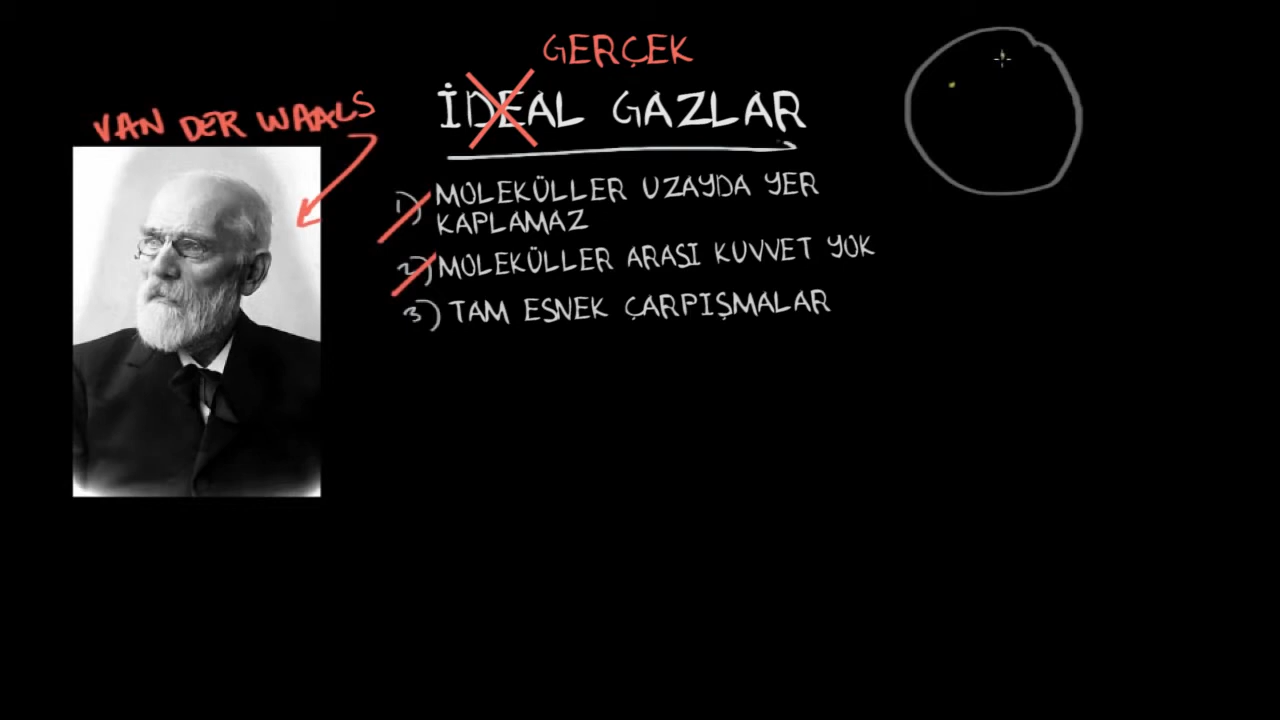 GERÇEK
İDEAL GAZLAR
VAN DER WAALS
1) MOLEKÜLLER UZAYDA YER
KAPLAMAZ
2) MOLEKÜLLER ARASI KUVVET YOK
3) TAM ESNEK ÇARPIŞMALAR